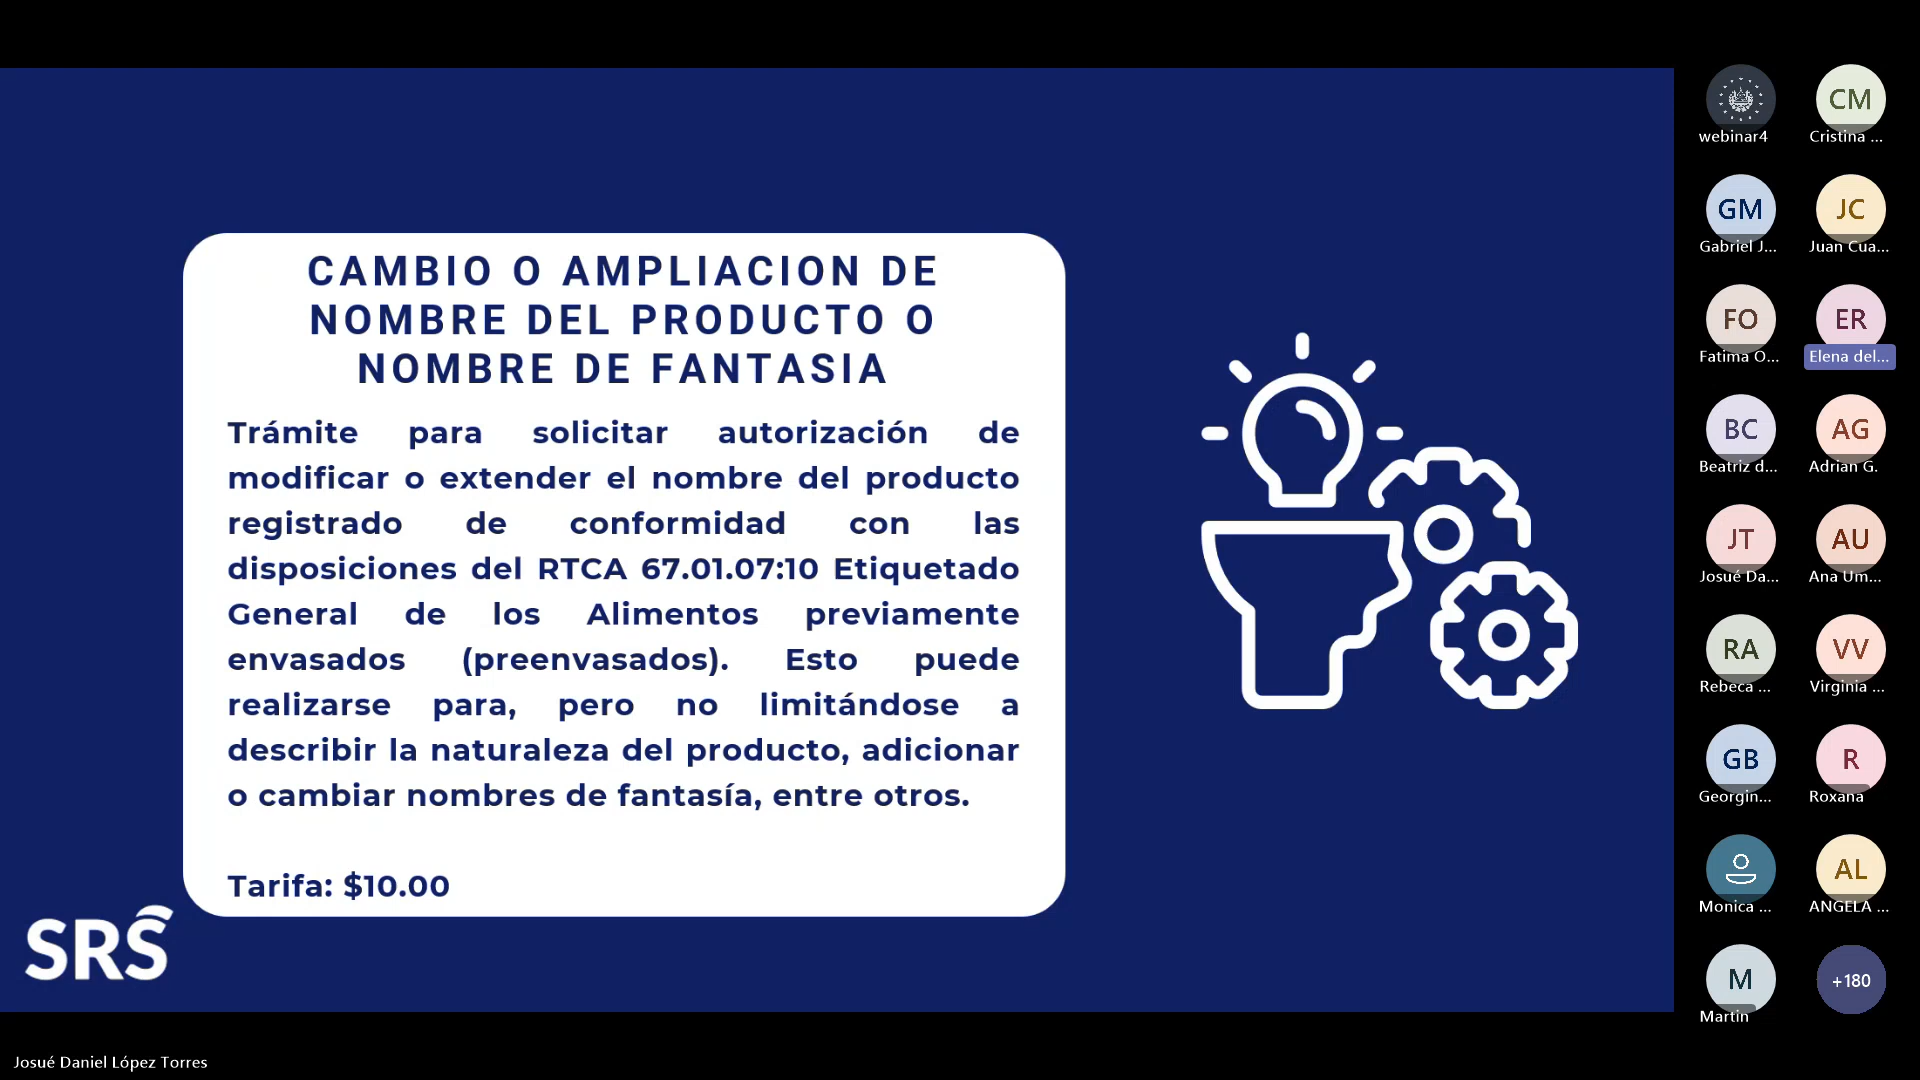 CAMBIO O AMPLIACION DE
NOMBRE DEL PRODUCTO O
NOMBRE DE FANTASIA
Trámite para solicitar autorización de
modificar o extender el nombre del producto
registrado de conformidad con las
disposiciones del RTCA 67.01.07:10 Etiquetado
General de los Alimentos previamente
envasados (preenvasados). Esto puede
realizarse para, pero no limitándose a
describir la naturaleza del producto, adicionar
o cambiar nombres de fantasía, entre otros.
Tarifa: $10.00
SRS
Josué Daniel López Torres
webinar4
CM
Cristina ...
GM
Gabriel J...
JC
Juan Cua...
FO
Fatima O...
ER
Elena del...
BC
Beatriz d...
AG
Adrian G.
JT
Josué Da...
AU
Ana Um...
RA
Rebeca ...
VV
Virginia ...
GB
Georgin...
R
Roxana
Monica ...
AL
ANGELA ...
M
Martin
+180